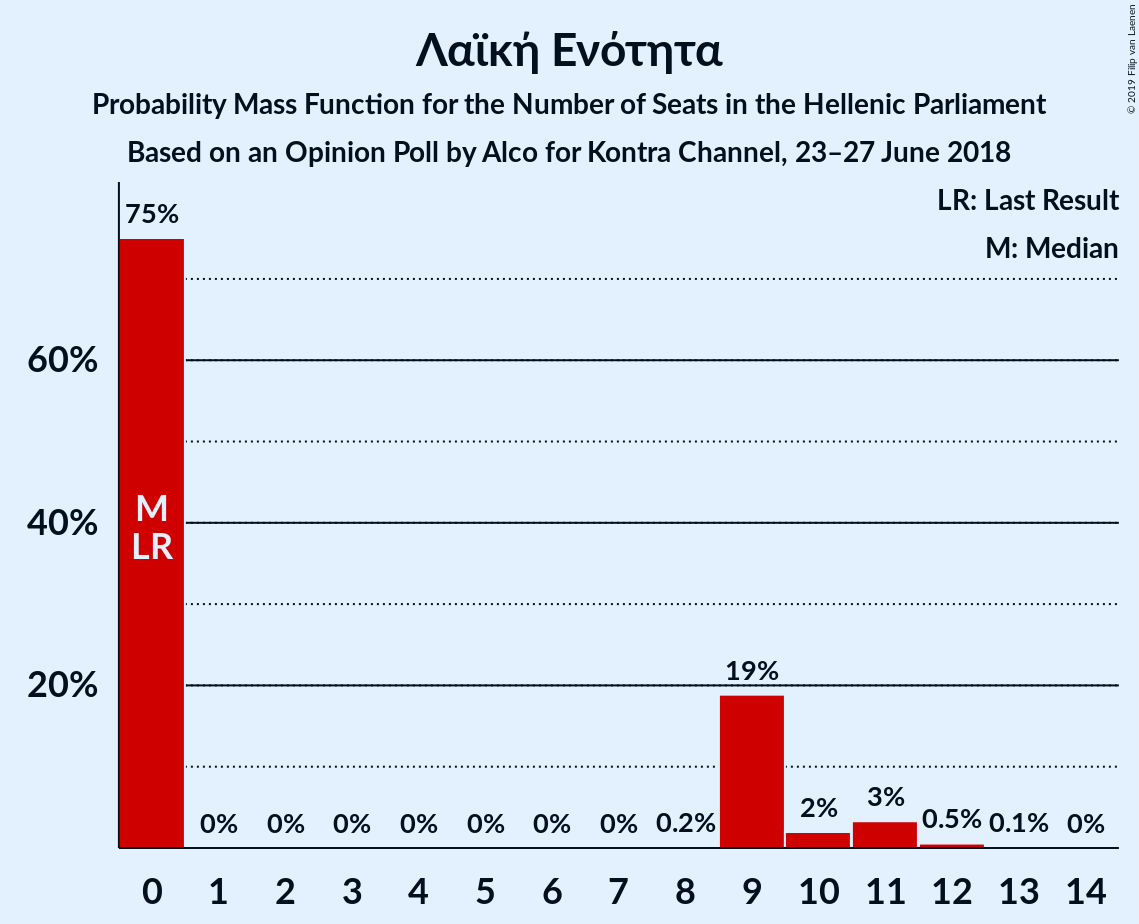 Λαϊκή Ενότητα
Probability Mass Function for the Number of Seats in the Hellenic Parliament
Based on an Opinion Poll by Alco for Kontra Channel, 23–27 June 2018
© 2019 Filip van Laenen
LR: Last Result
M: Median
75%
60%
40%
20%
M
LR
0% 0% 0% 0% 0% 0% 0% 0.2% 19% 2% 3% 0.5% 0.1% 0%
0 1 2 3 4 5 6 7 8 9 10 11 12 13 14